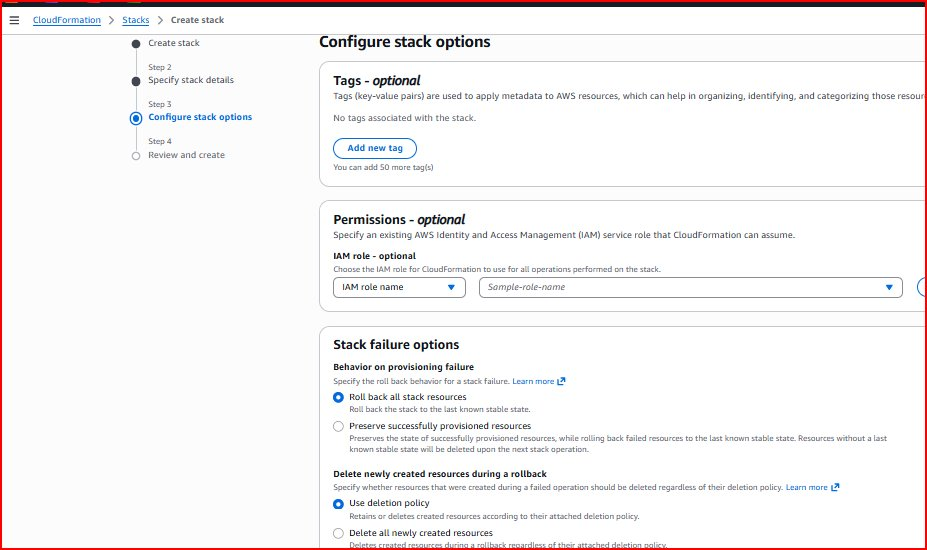 CloudFormation > Stacks > Create stack
Create stack
Step 2
Specify stack details
Step 3
Configure stack options
Step 4
Review and create
Configure stack options
Tags - optional
Tags (key-value pairs) are used to apply metadata to AWS resources, which can help in organizing, identifying, and categorizing those
No tags associated with the stack.
Add new tag
You can add 50 more tag(s)
Permissions - optional
Specify an existing AWS Identity and Access Management (IAM) service role that CloudFormation can assume.
IAM role - optional
Choose the IAM role for CloudFormation to use for all operations performed on the stack.
IAM role name
Sample-role-name
Stack failure options
Behavior on provisioning failure
Specify the roll back behavior for a stack failure. Learn more
Roll back all stack resources
Roll back the stack to the last known stable state.
Preserve successfully provisioned resources
Preserves the state of successfully provisioned resources, while rolling back failed resources to the last known stable state. Resources without a last
known stable state will be deleted upon the next stack operation.
Delete newly created resources during a rollback
Specify whether resources that were created during a failed operation should be deleted regardless of their deletion policy. Learn more
Use deletion policy
Retains or deletes created resources according to their attached deletion policy.
Delete all newly created resources
Deletes created resources during a rollback regardless of their attached deletion policy.